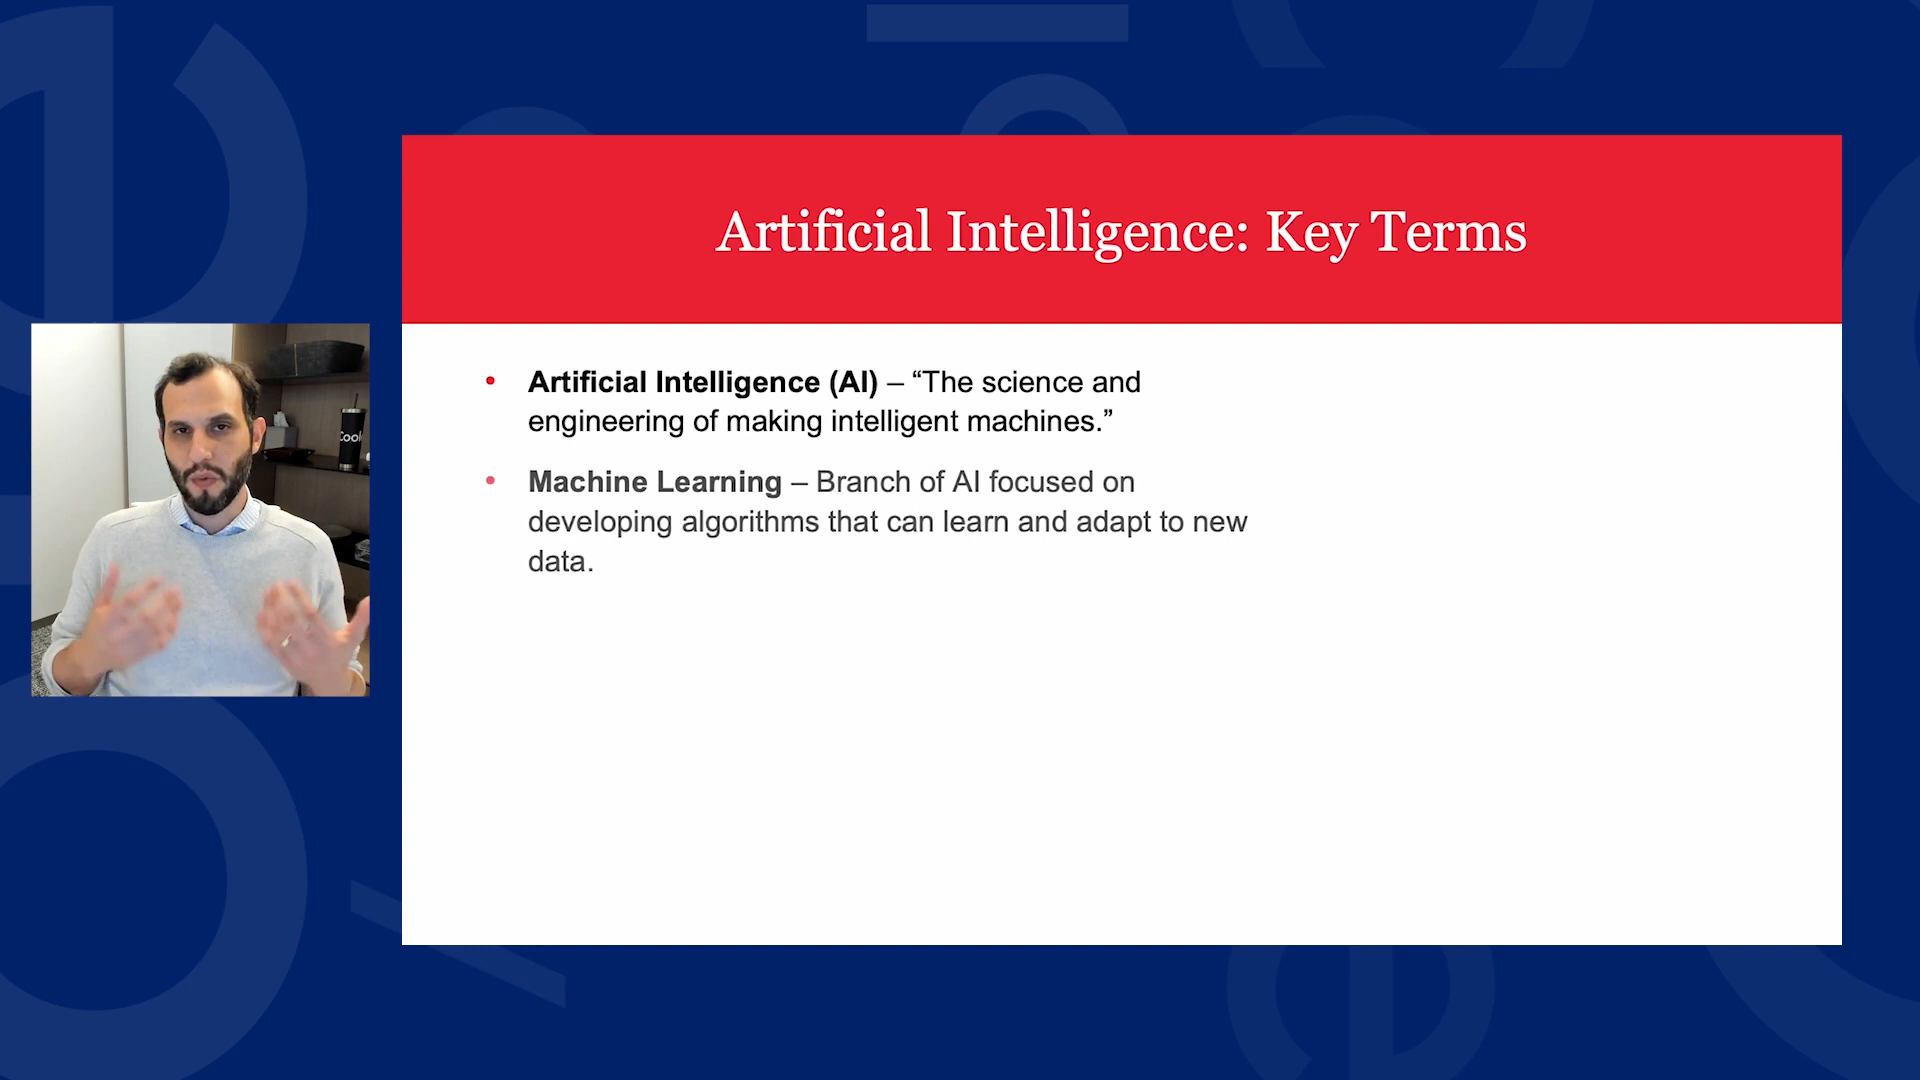 Artificial Intelligence: Key Terms
• Artificial Intelligence (AI) – “The science and
engineering of making intelligent machines.”
• Machine Learning – Branch of AI focused on
developing algorithms that can learn and adapt to new
data.